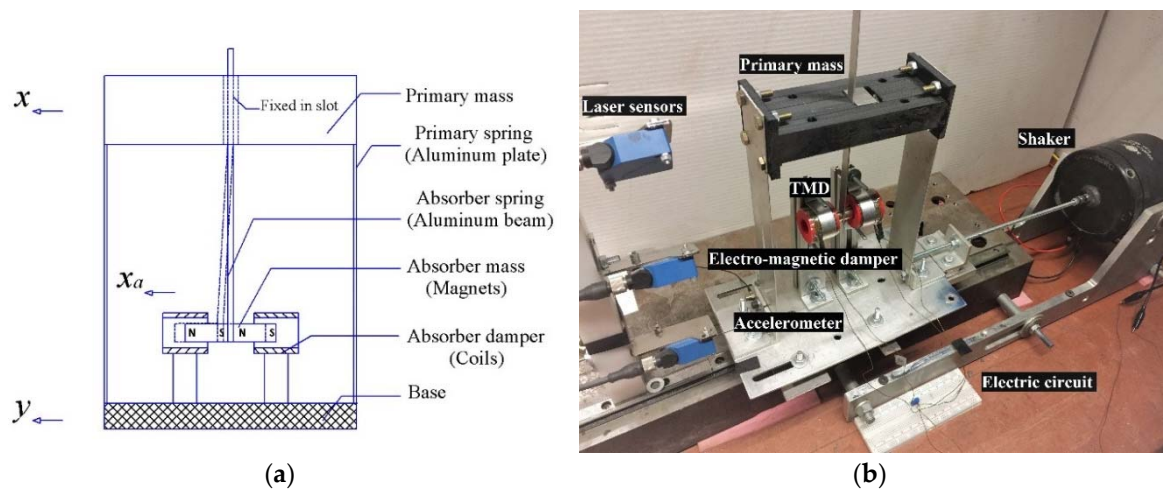 x
Fixed in slot
Primary mass
Primary spring
(Aluminum plate)
Absorber spring
(Aluminum beam)
xₐ
Absorber mass
(Magnets)
N S N S
Absorber damper
(Coils)
Base
y
(a)
Primary mass
Laser sensors
Shaker
TMD
Electro-magnetic damper
Accelerometer
Electric circuit
(b)